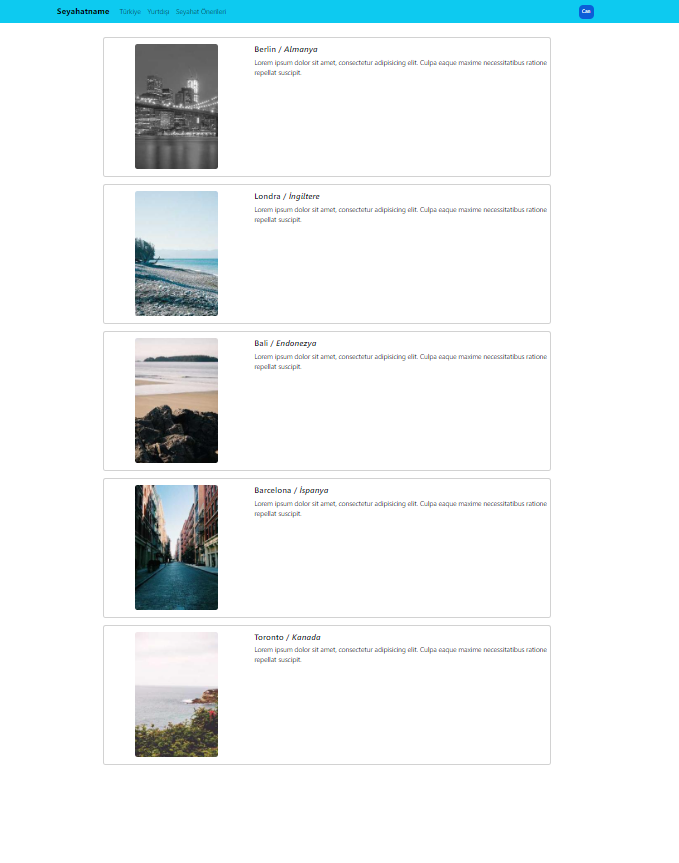 Seyahatname Türkiye Yurtdışı Seyahat Önerileri
Berlin / Almanya
Lorem ipsum dolor sit amet, consectetur adipisicing elit. Culpa eaque maxime necessitatibus ratione
repellat suscipit.
Londra / İngiltere
Lorem ipsum dolor sit amet, consectetur adipisicing elit. Culpa eaque maxime necessitatibus ratione
repellat suscipit.
Bali / Endonezya
Lorem ipsum dolor sit amet, consectetur adipisicing elit. Culpa eaque maxime necessitatibus ratione
repellat suscipit.
Barcelona / İspanya
Lorem ipsum dolor sit amet, consectetur adipisicing elit. Culpa eaque maxime necessitatibus ratione
repellat suscipit.
Toronto / Kanada
Lorem ipsum dolor sit amet, consectetur adipisicing elit. Culpa eaque maxime necessitatibus ratione
repellat suscipit.